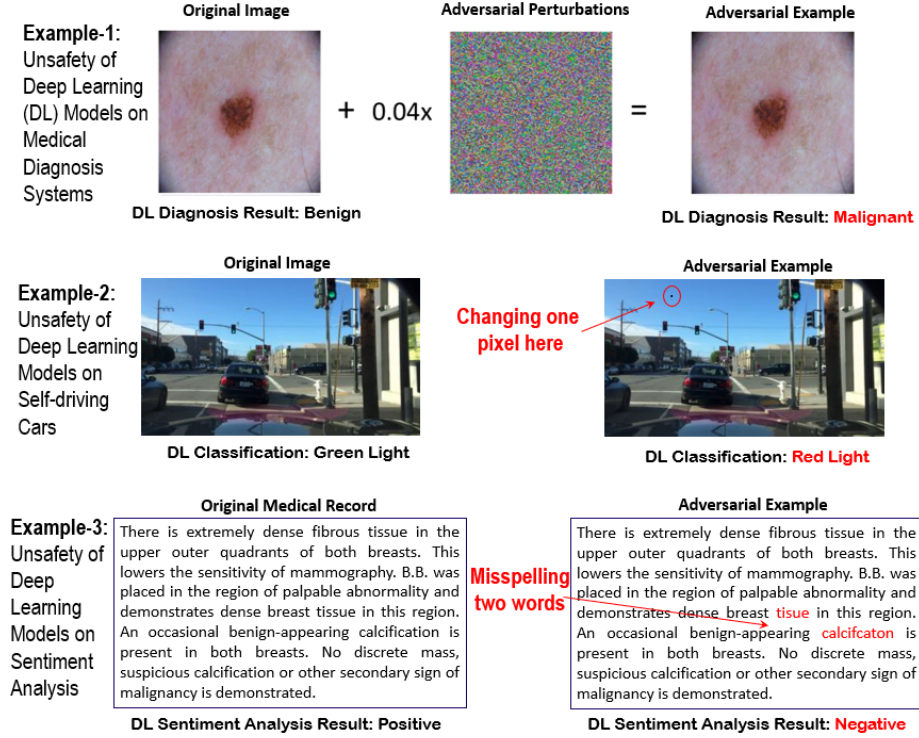 Original Image
Adversarial Perturbations
Adversarial Example
Example-1:
Unsafety of
Deep Learning
(DL) Models on
Medical
Diagnosis
Systems
+ 0.04x
=
DL Diagnosis Result: Benign
DL Diagnosis Result: Malignant
Original Image
Adversarial Example
Example-2:
Unsafety of
Deep Learning
Models on
Self-driving
Cars
Changing one
pixel here
DL Classification: Green Light
DL Classification: Red Light
Original Medical Record
Adversarial Example
Example-3:
Unsafety of
Deep
Learning
Models on
Sentiment
Analysis
There is extremely dense fibrous tissue in the
upper outer quadrants of both breasts. This
lowers the sensitivity of mammography. B.B. was
placed in the region of palpable abnormality and
demonstrates dense breast tissue in this region.
An occasional benign-appearing calcification is
present in both breasts. No discrete mass,
suspicious calcification or other secondary sign of
malignancy is demonstrated.
Misspelling
two words
There is extremely dense fibrous tissue in the
upper outer quadrants of both breasts. This
lowers the sensitivity of mammography. B.B. was
placed in the region of palpable abnormality and
demonstrates dense breast tisue in this region.
An occasional benign-appearing calcifcaton is
present in both breasts. No discrete mass,
suspicious calcification or other secondary sign of
malignancy is demonstrated.
DL Sentiment Analysis Result: Positive
DL Sentiment Analysis Result: Negative